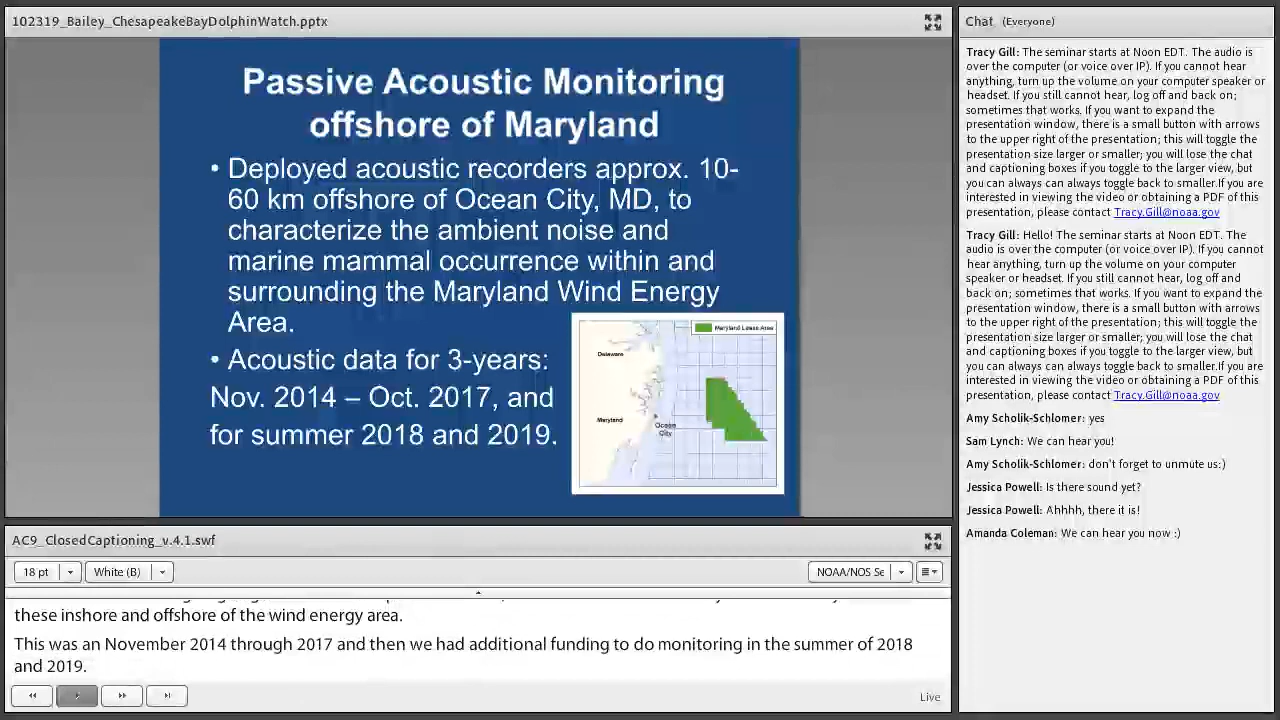 102319_Bailey_ChesapeakeBayDolphinWatch.pptx
Passive Acoustic Monitoring
offshore of Maryland
• Deployed acoustic recorders approx. 10-
60 km offshore of Ocean City, MD, to
characterize the ambient noise and
marine mammal occurrence within and
surrounding the Maryland Wind Energy
Area.
• Acoustic data for 3-years:
Nov. 2014 – Oct. 2017, and
for summer 2018 and 2019.
Maryland Lease Area
Delaware
Maryland
Ocean
City
AC9_ClosedCaptioning_v.4.1.swf
18 pt
White (B)
NOAA/NOS Se
these inshore and offshore of the wind energy area.
This was an November 2014 through 2017 and then we had additional funding to do monitoring in the summer of 2018
and 2019.
Live
Chat (Everyone)
Tracy Gill: The seminar starts at Noon EDT. The audio is
over the computer (or voice over IP). If you cannot hear
anything, turn up the volume on your computer speaker or
headset. If you still cannot hear, log off and back on;
sometimes that works. If you want to expand the
presentation window, there is a small button with arrows
to the upper right of the presentation; this will toggle the
presentation size larger or smaller; you will lose the chat
and captioning boxes if you toggle to the larger view, but
you can always can always toggle back to smaller.If you are
interested in viewing the video or obtaining a PDF of this
presentation, please contact Tracy.Gill@noaa.gov
Tracy Gill: Hello! The seminar starts at Noon EDT. The
audio is over the computer (or voice over IP). If you cannot
hear anything, turn up the volume on your computer
speaker or headset. If you still cannot hear, log off and
back on; sometimes that works. If you want to expand the
presentation window, there is a small button with arrows
to the upper right of the presentation; this will toggle the
presentation size larger or smaller; you will lose the chat
and captioning boxes if you toggle to the larger view, but
you can always can always toggle back to smaller.If you are
interested in viewing the video or obtaining a PDF of this
presentation, please contact Tracy.Gill@noaa.gov
Amy Scholik-Schlomer: yes
Sam Lynch: We can hear you!
Amy Scholik-Schlomer: don't forget to unmute us:)
Jessica Powell: Is there sound yet?
Jessica Powell: Ahhhh, there it is!
Amanda Coleman: We can hear you now :)